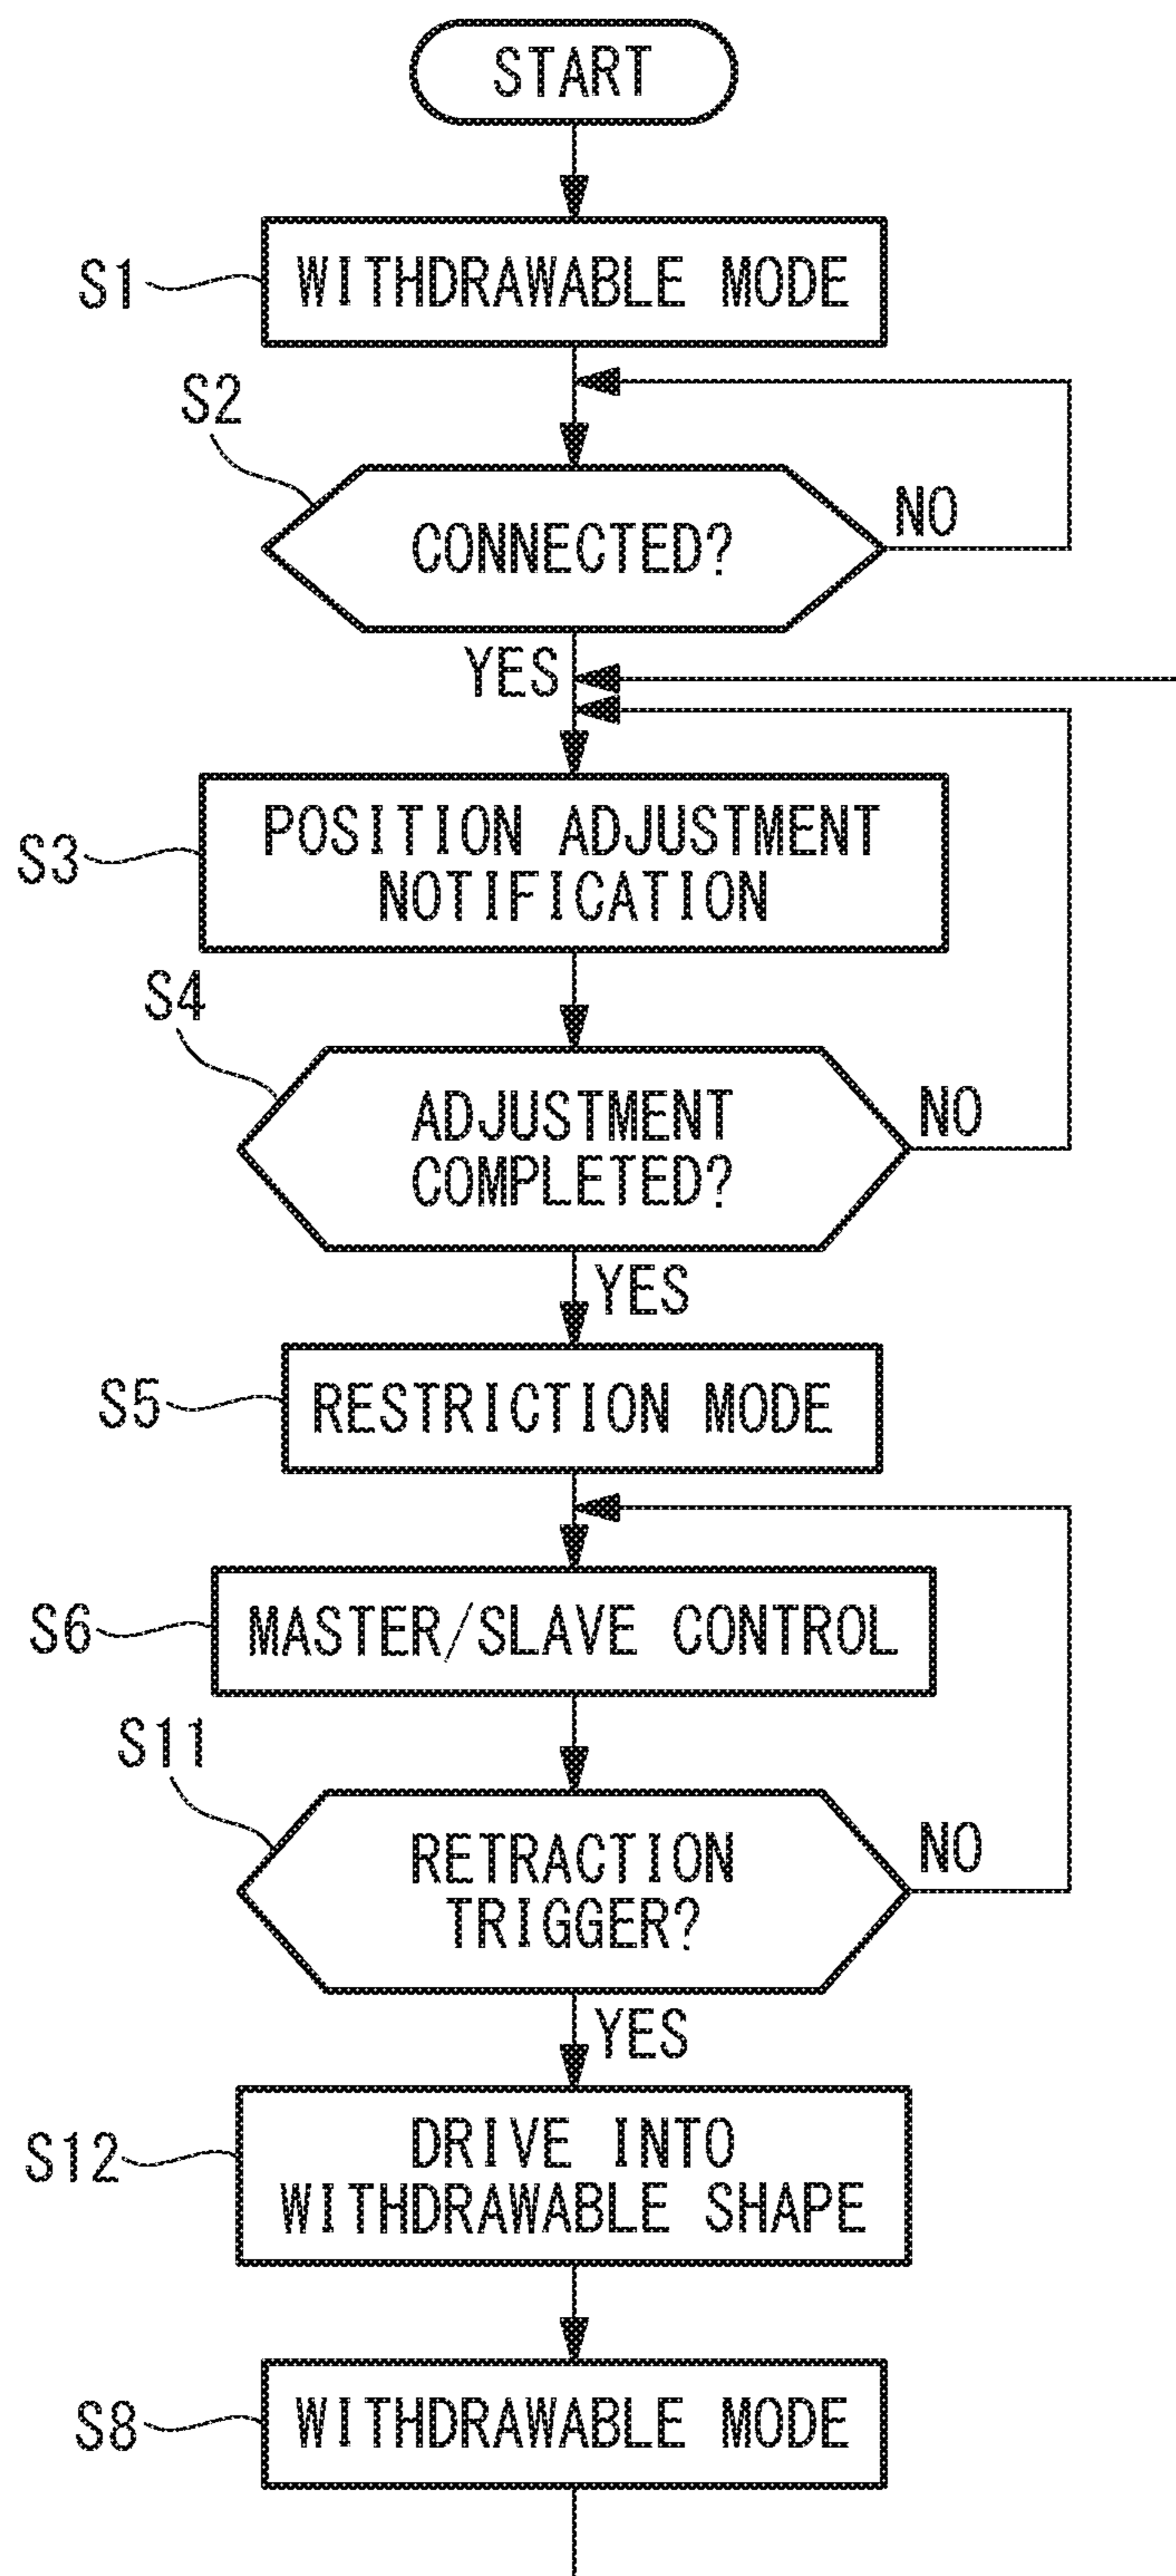 START
S1
WITHDRAWABLE MODE
S2
CONNECTED?
NO
YES
S3
POSITION ADJUSTMENT
NOTIFICATION
S4
ADJUSTMENT
COMPLETED?
NO
YES
S5
RESTRICTION MODE
S6
MASTER/SLAVE CONTROL
S11
RETRACTION
TRIGGER?
NO
YES
S12
DRIVE INTO
WITHDRAWABLE SHAPE
S8
WITHDRAWABLE MODE